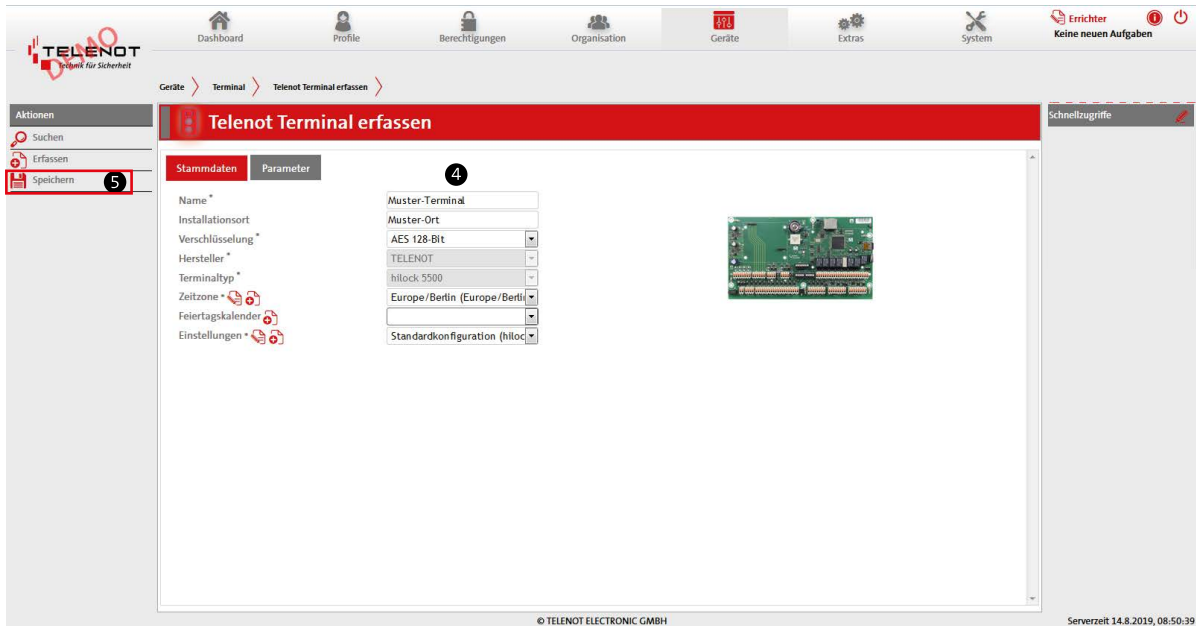 Dashboard
Profile
Berechtigungen
Organisation
Geräte
Extras
System
Errichter
Keine neuen Aufgaben
TELENOT
Technik für Sicherheit
DEMO
Geräte
Terminal
Telenot Terminal erfassen
Aktionen
Suchen
Erfassen
Speichern
5
Telenot Terminal erfassen
Schnellzugriffe
Stammdaten
Parameter
4
Name * Muster-Terminal
Installationsort Muster-Ort
Verschlüsselung * AES 128-Bit
Hersteller * TELENOT
Terminaltyp * hilock 5500
Zeitzone * Europe/Berlin (Europe/Berlin
Feiertagskalender
Einstellungen * Standardkonfiguration (hiloc
© TELENOT ELECTRONIC GMBH
Serverzeit 14.8.2019, 08:50:39